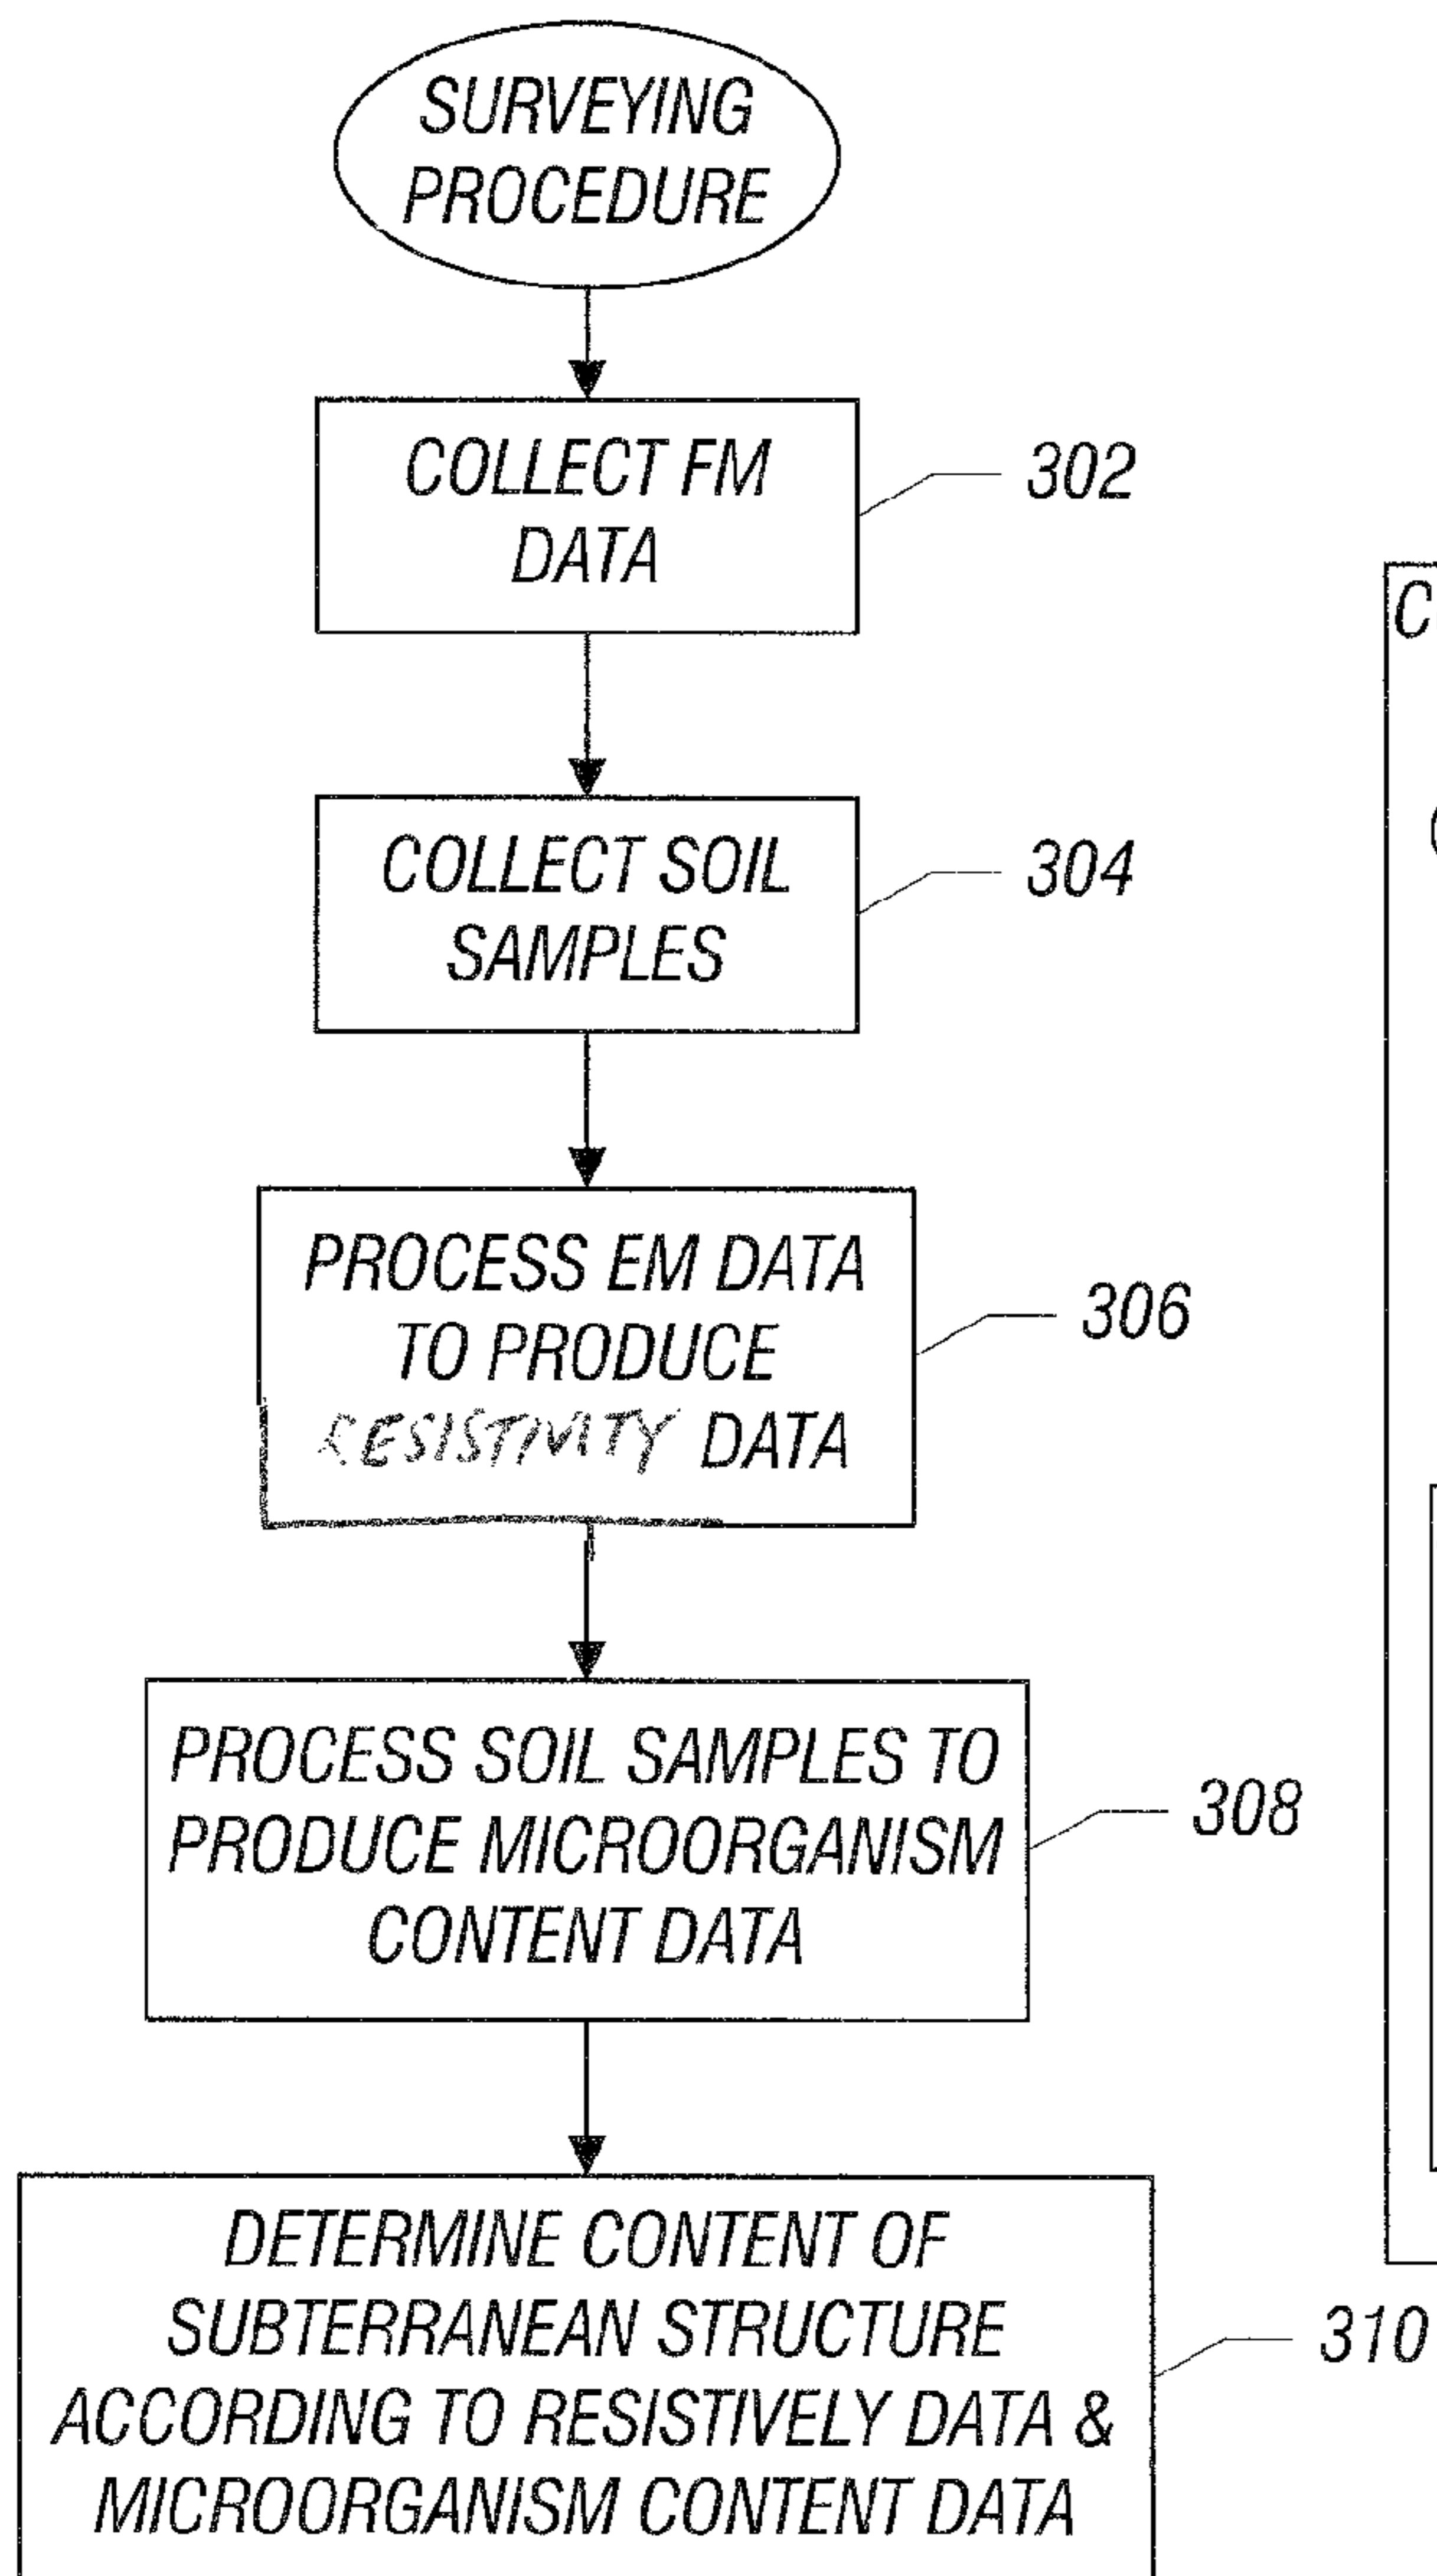 SURVEYING
PROCEDURE
COLLECT FM
DATA
302
COLLECT SOIL
SAMPLES
304
PROCESS EM DATA
TO PRODUCE
RESISTIVITY DATA
306
PROCESS SOIL SAMPLES TO
PRODUCE MICROORGANISM
CONTENT DATA
308
DETERMINE CONTENT OF
SUBTERRANEAN STRUCTURE
ACCORDING TO RESISTIVELY DATA &
MICROORGANISM CONTENT DATA
310
C